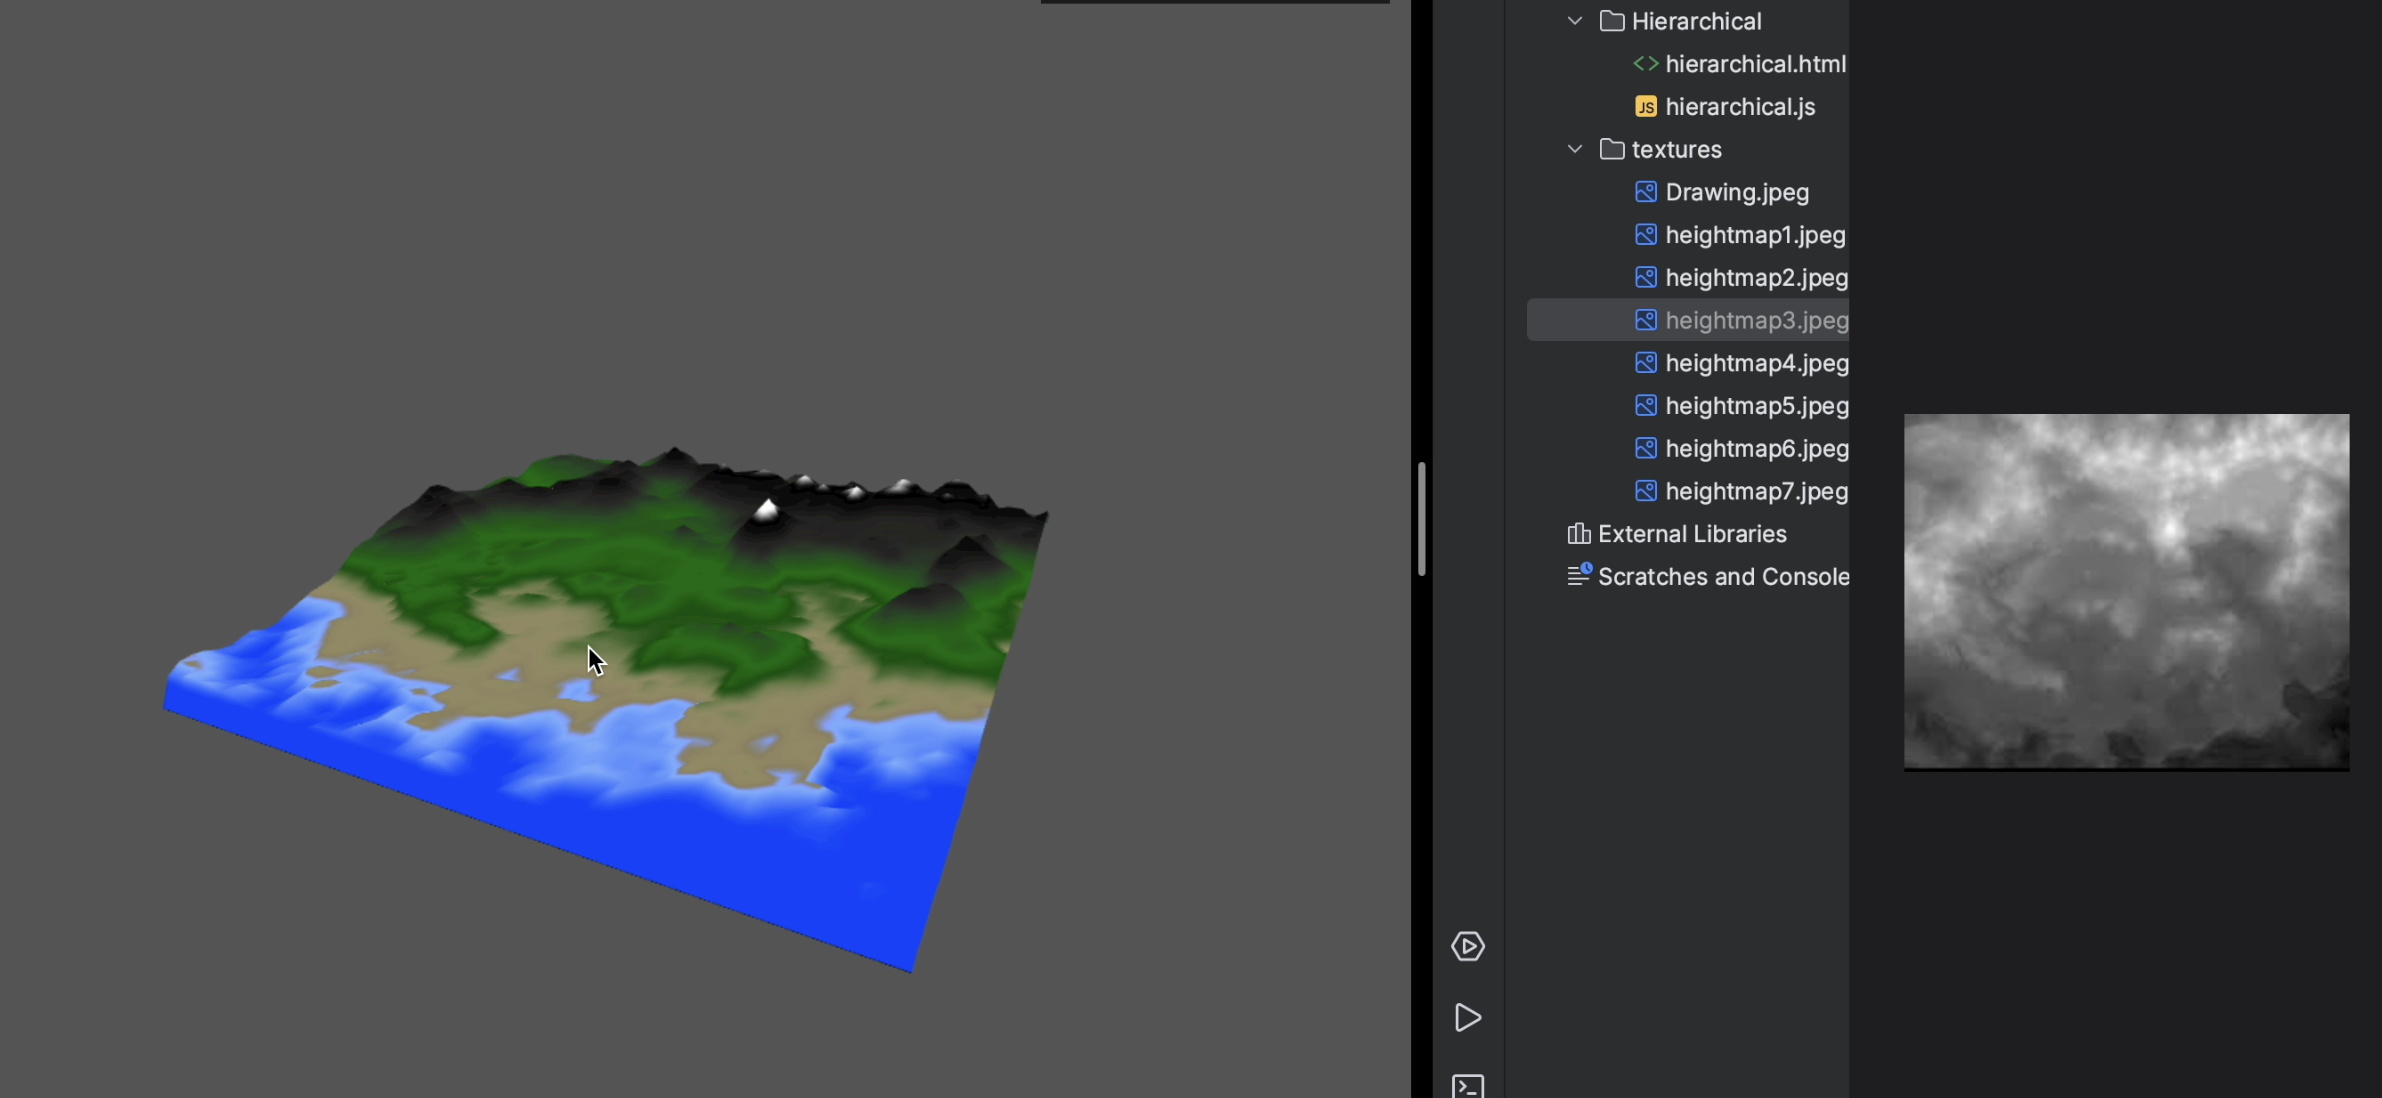 Hierarchical
<> hierarchical.html
JS hierarchical.js
textures
Drawing.jpeg
heightmap1.jpeg
heightmap2.jpeg
heightmap3.jpeg
heightmap4.jpeg
heightmap5.jpeg
heightmap6.jpeg
heightmap7.jpeg
External Libraries
Scratches and Console